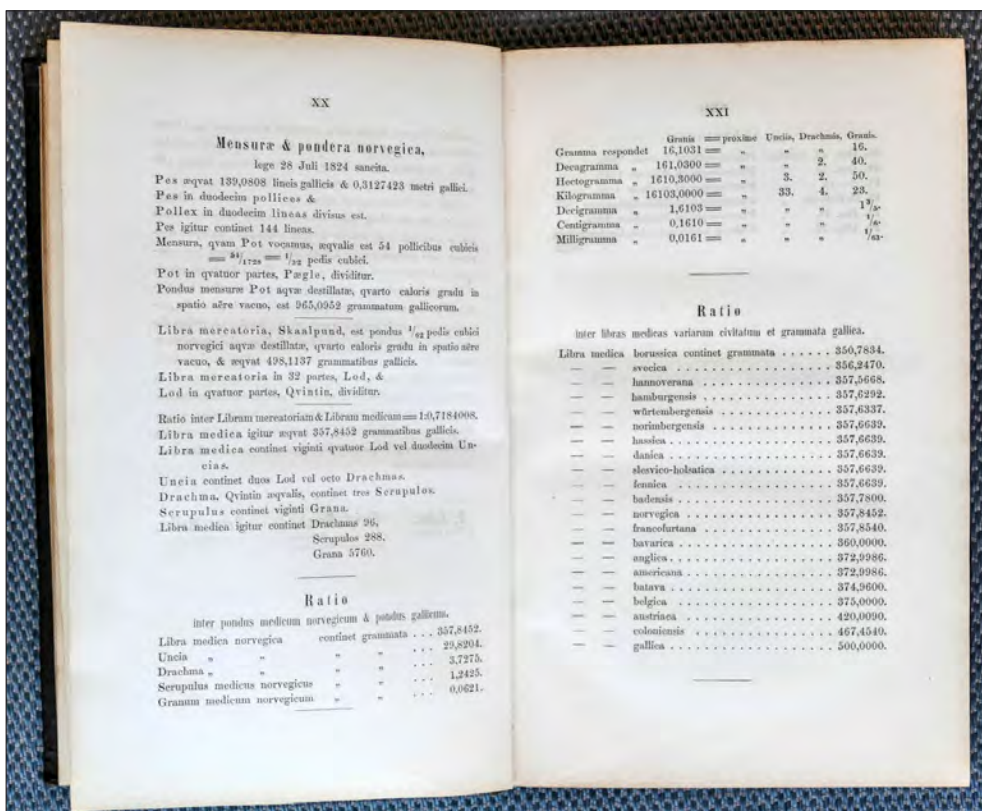 XX
Mensuræ & pondera norvegica,
lege 28 Juli 1824 sancita.
Pes æqvat 139,0808 lineis gallicis & 0,3127423 metri gallici.
Pes in duodecim pollices &
Pollex in duodecim lineas divisus est.
Pes igitur continet 144 lineas.
Mensura, qvam Pot vocamus, æqvalis est 54 pollicibus cubicis
= 54/1728 = 1/32 pedis cubici.
Pot in qvatuor partes, Pægle, dividitur.
Pondus mensuræ Pot aqvæ destillatæ, qvarto caloris gradu in
spatio aëre vacuo, est 965,0952 grammatum gallicorum.
Libra mercatoria, Skaalpund, est pondus 1/62 pedis cubici
norvegici aqvæ destillatæ, qvarto caloris gradu in spatio aëre
vacuo, & æqvat 498,1137 grammatibus gallicis.
Libra mercatoria in 32 partes, Lod, &
Lod in qvatuor partes, Qvintin, dividitur.
Ratio inter Libram mercatoriam & Libram medicam = 1:0,7184008.
Libra medica igitur æqvat 357,8452 grammatibus gallicis.
Libra medica continet viginti qvatuor Lod vel duodecim Un-
cias.
Uncia continet duos Lod vel octo Drachmas.
Drachma, Qvintin æqvalis, continet tres Scrupulos.
Scrupulus continet viginti Grana.
Libra medica igitur continet Drachmas 96.
Scrupulos 288.
Grana 5760.
Ratio
inter pondus medicum norvegicum & pondus gallicum.
Libra medica norvegica continet grammata . . . 357,8452.
Uncia „ „ „ „ . . . 29,8204.
Drachma „ „ „ „ . . . 3,7275.
Scrupulus medicus norvegicus „ „ . . . 1,2425.
Granum medicum norvegicum „ „ . . . 0,0621.
XXI
Granis = proxime Unciis, Drachmis, Granis.
Gramma respondet 16,1031 = „ „ „ 16.
Decagramma „ 161,0300 = „ „ 2. 40.
Hectogramma „ 1610,3000 = „ 3. 2. 50.
Kilogramma „ 16103,0000 = „ 33. 4. 23.
Decigramma „ 1,6103 = „ „ „ 1 3/5.
Centigramma „ 0,1610 = „ „ „ 1/6.
Milligramma „ 0,0161 = „ „ „ 1/62.
Ratio
inter libras medicas variarum civitatum et grammata gallica.
Libra medica borussica continet grammata . . . . . . 350,7834.
— — svecica . . . . . . . . . . . . . . . . 356,2470.
— — hannoverana . . . . . . . . . . . . . 357,5668.
— — hamburgensis . . . . . . . . . . . . . 357,6292.
— — würtembergensis . . . . . . . . . . . 357,6337.
— — norimbergensis . . . . . . . . . . . . 357,6639.
— — hassica . . . . . . . . . . . . . . . . 357,6639.
— — danica . . . . . . . . . . . . . . . . 357,6639.
— — slesvico-holsatica . . . . . . . . . . . 357,6639.
— — fennica . . . . . . . . . . . . . . . . 357,6639.
— — badensis . . . . . . . . . . . . . . . 357,7800.
— — norvegica . . . . . . . . . . . . . . . 357,8452.
— — francofurtana . . . . . . . . . . . . . 357,8540.
— — bavarica . . . . . . . . . . . . . . . 360,0000.
— — anglica . . . . . . . . . . . . . . . . 372,9986.
— — americana . . . . . . . . . . . . . . 372,9986.
— — batava . . . . . . . . . . . . . . . . 374,9600.
— — belgica . . . . . . . . . . . . . . . . 375,0000.
— — austriaca . . . . . . . . . . . . . . . 420,0090.
— — coloniensis . . . . . . . . . . . . . . 467,4540.
— — gallica . . . . . . . . . . . . . . . . 500,0000.